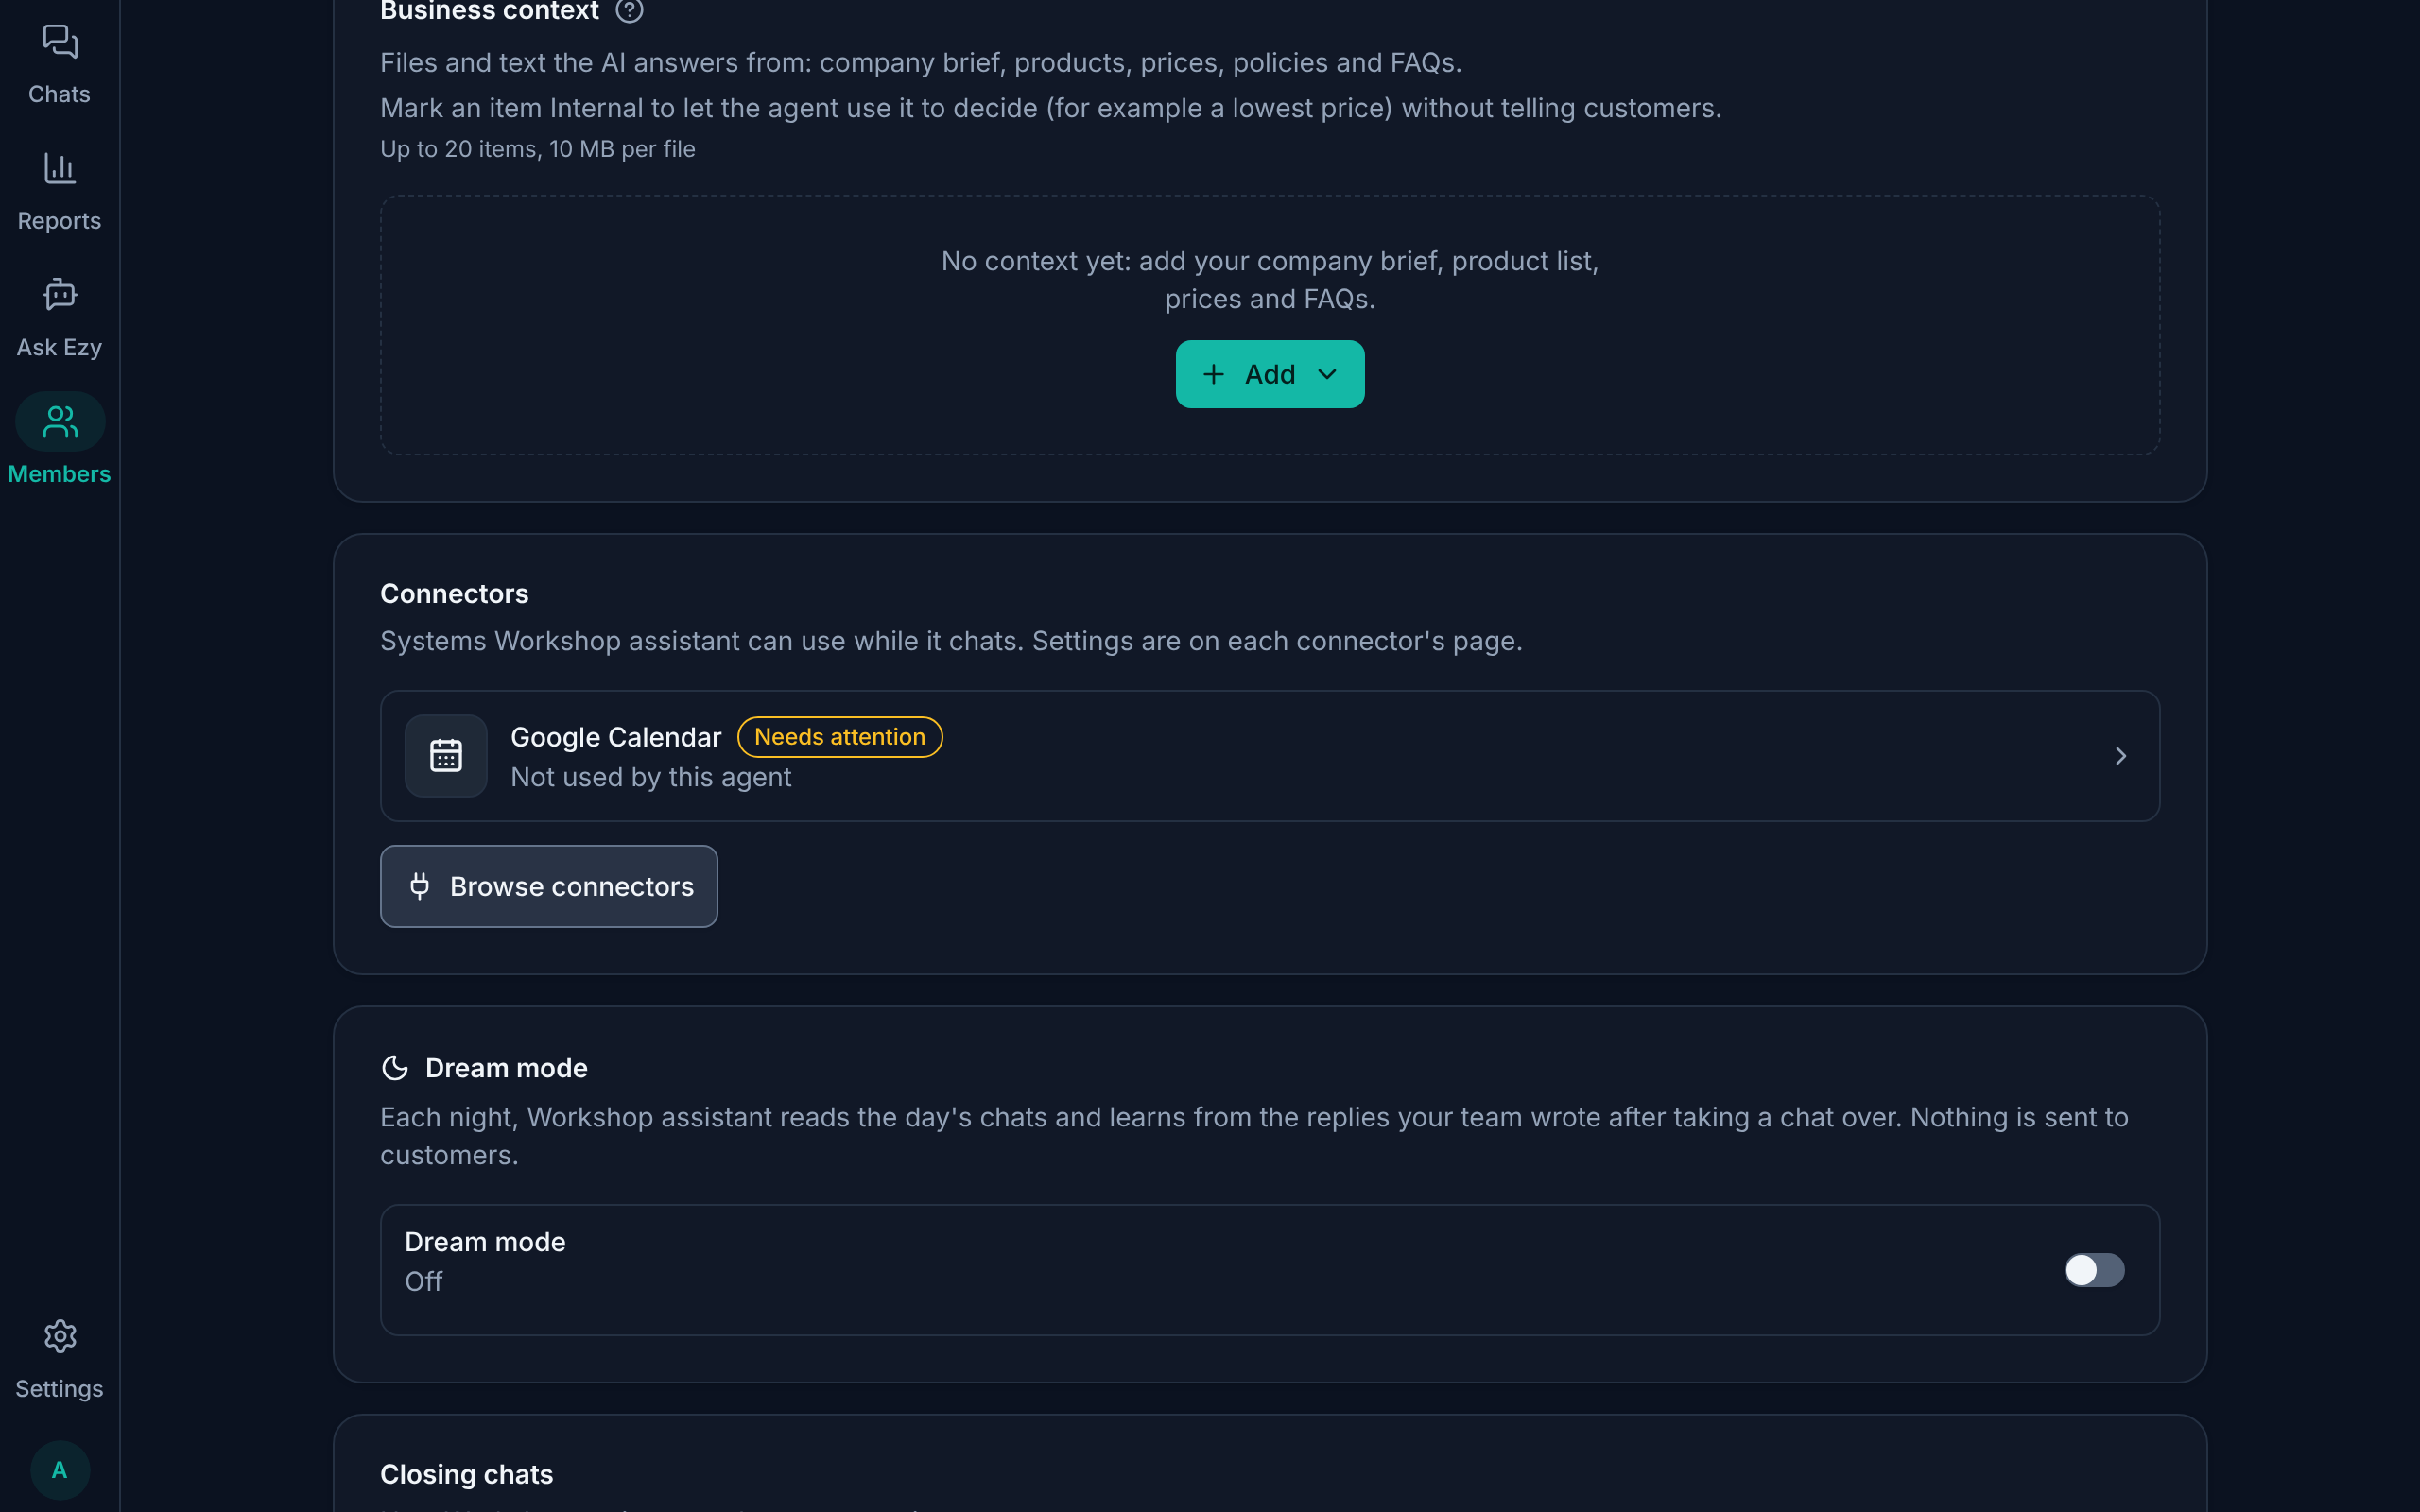 Chats
Reports
Ask Ezy
Members
Settings
A
Business context
Files and text the AI answers from: company brief, products, prices, policies and FAQs.
Mark an item Internal to let the agent use it to decide (for example a lowest price) without telling customers.
Up to 20 items, 10 MB per file
No context yet: add your company brief, product list,
prices and FAQs.
Add
Connectors
Systems Workshop assistant can use while it chats. Settings are on each connector's page.
Google Calendar Needs attention
Not used by this agent
Browse connectors
Dream mode
Each night, Workshop assistant reads the day's chats and learns from the replies your team wrote after taking a chat over. Nothing is sent to
customers.
Dream mode
Off
Closing chats